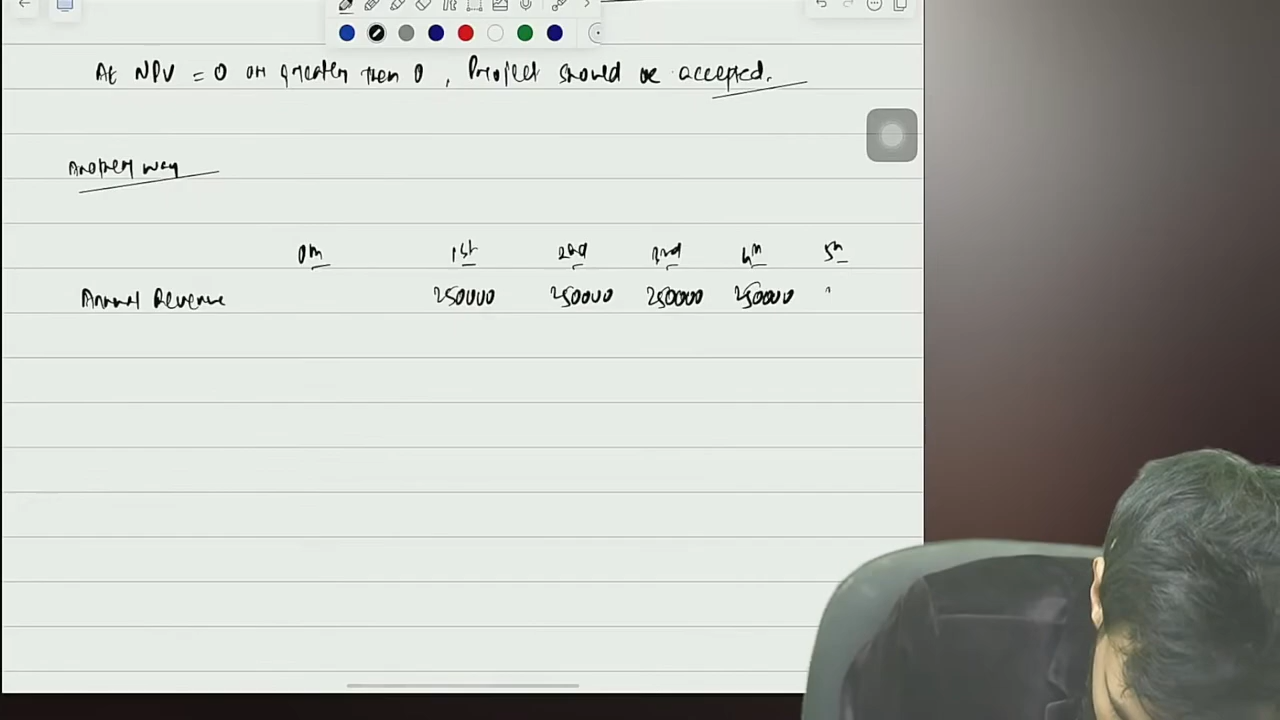 At NPV = 0 or greater then 0, Project should be accepted.
Another way
0th 1st 2nd 3rd 4th 5th
Annual Revenue 250000 250000 250000 250000